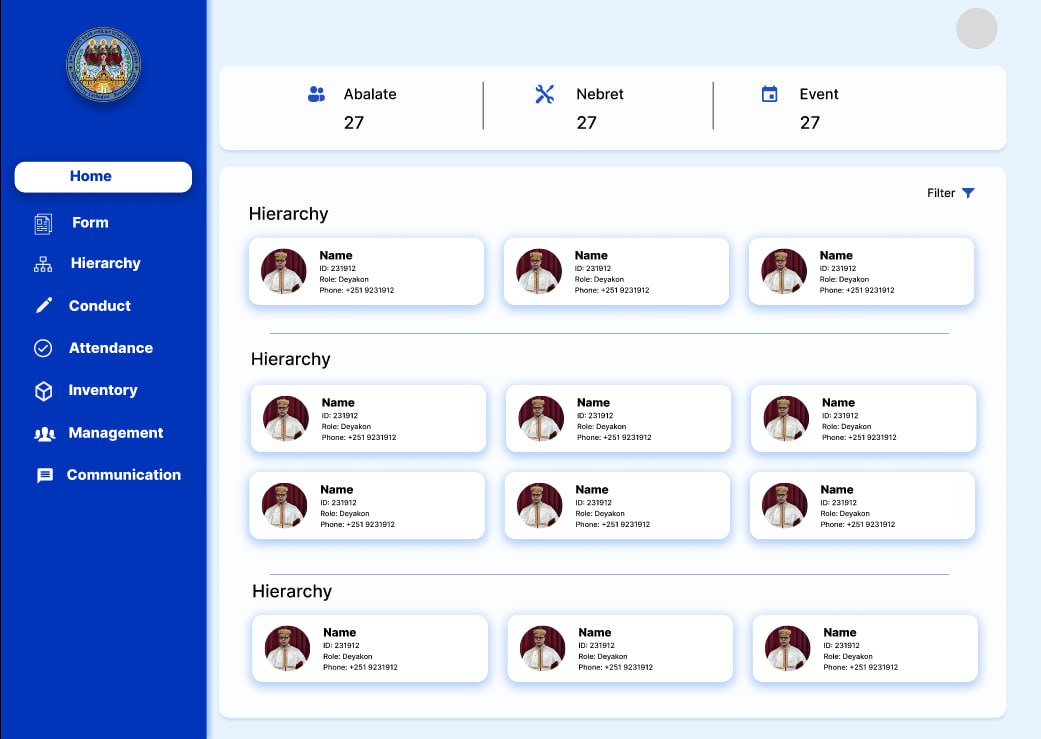 Home
Form
Hierarchy
Conduct
Attendance
Inventory
Management
Communication
Abalate
27
Nebret
27
Event
27
Filter
Hierarchy
Name
ID: 231912
Role: Deyakon
Phone: +251 9231912
Name
ID: 231912
Role: Deyakon
Phone: +251 9231912
Name
ID: 231912
Role: Deyakon
Phone: +251 9231912
Hierarchy
Name
ID: 231912
Role: Deyakon
Phone: +251 9231912
Name
ID: 231912
Role: Deyakon
Phone: +251 9231912
Name
ID: 231912
Role: Deyakon
Phone: +251 9231912
Name
ID: 231912
Role: Deyakon
Phone: +251 9231912
Name
ID: 231912
Role: Deyakon
Phone: +251 9231912
Name
ID: 231912
Role: Deyakon
Phone: +251 9231912
Hierarchy
Name
ID: 231912
Role: Deyakon
Phone: +251 9231912
Name
ID: 231912
Role: Deyakon
Phone: +251 9231912
Name
ID: 231912
Role: Deyakon
Phone: +251 9231912